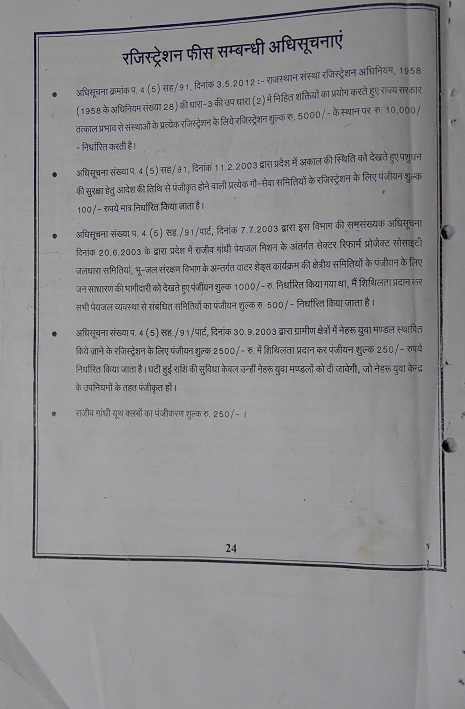 रजिस्ट्रेशन फीस सम्बन्धी अधिसूचनाएं
• अधिसूचना क्रमांक प. 4 (5) सह/91, दिनांक 3.5.2012 :- राजस्थान संस्था रजिस्ट्रेशन अधिनियम, 1958
(1958 के अधिनियम संख्या 28) की धारा-3 की उप धारा (2) में निहित शक्तियों का प्रयोग करते हुए राज्य सरकार
तत्काल प्रभाव से संस्थाओं के प्रत्येक रजिस्ट्रेशन के लिये रजिस्ट्रेशन शुल्क रु. 5000/- के स्थान पर रु 10,000/
- निर्धारित करती है।
• अधिसूचना संख्या प. 4 (5) सह/91, दिनांक 11.2.2003 द्वारा प्रदेश में अकाल की स्थिति को देखते हुए पशुधन
की सुरक्षा हेतु आदेश की तिथि से पंजीकृत होने वाली प्रत्येक गौ-सेवा समितियों के रजिस्ट्रेशन के लिए पंजीयन शुल्क
100/- रुपये मात्र निर्धारित किया जाता है।
• अधिसूचना संख्या प. 4 (5) सह./91/पार्ट, दिनांक 7.7.2003 द्वारा इस विभाग की समसंख्यक अधिसूचना
दिनाक 20.6.2003 के द्वारा प्रदेश में राजीव गांधी पेयजल मिशन के अंतर्गत सेक्टर रिफार्म प्रोजेक्ट सोसाइटी
जलधारा समितियां, भू-जल संरक्षण विभाग के अन्तर्गत वाटर शेड्स कार्यक्रम की क्षेत्रीय समितियों के पंजीयन के लिए
जन साधारण की भागीदारी को देखते हुए पंजीयन शुल्क 1000/- रु. निर्धारित किया गया था, में शिथिलता प्रदान कर
सभी पेयजल व्यवस्था से संबंधित समितियों का पंजीयन शुल्क रु. 500/- निर्धारित किया जाता है।
• अधिसूचना संख्या प. 4 (5) सह./91/पार्ट, दिनांक 30.9.2003 द्वारा ग्रामीण क्षेत्रों में नेहरू युवा मण्डल स्थापित
किये जाने के रजिस्ट्रेशन के लिए पंजीयन शुल्क 2500/- रु. में शिथिलता प्रदान कर पंजीयन शुल्क 250/- रुपये
निर्धारित किया जाता है। घटी हुई राशि की सुविधा केवल उन्हीं नेहरू युवा मण्डलों को दी जावेगी, जो नेहरू युवा केन्द्र
के उपनियमों के तहत पंजीकृत हो।
• राजीव गांधी यूथ क्लबों का पंजीकरण शुल्क रु. 250/- ।
24